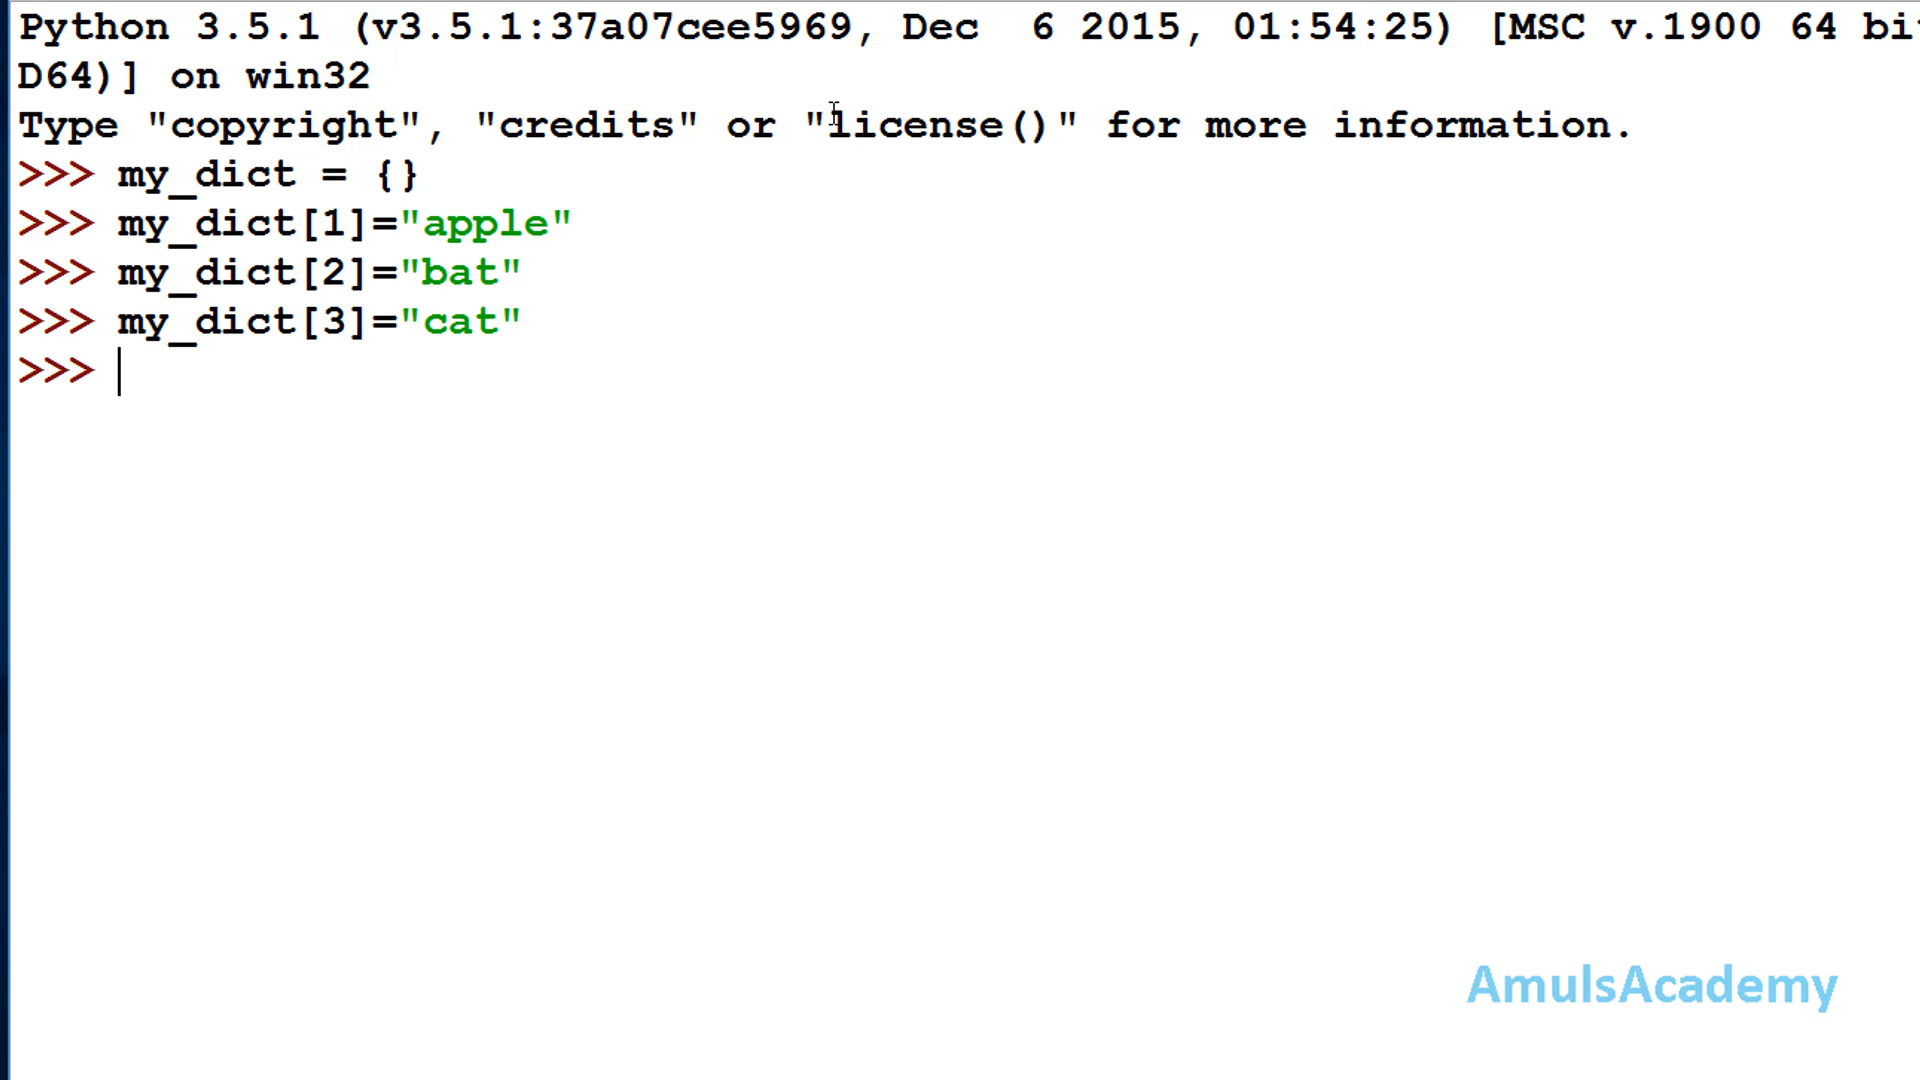 Python 3.5.1 (v3.5.1:37a07cee5969, Dec  6 2015, 01:54:25) [MSC v.1900 64 bi
D64)] on win32
Type "copyright", "credits" or "license()" for more information.
>>> my_dict = {}
>>> my_dict[1]="apple"
>>> my_dict[2]="bat"
>>> my_dict[3]="cat"
>>>
AmulsAcademy